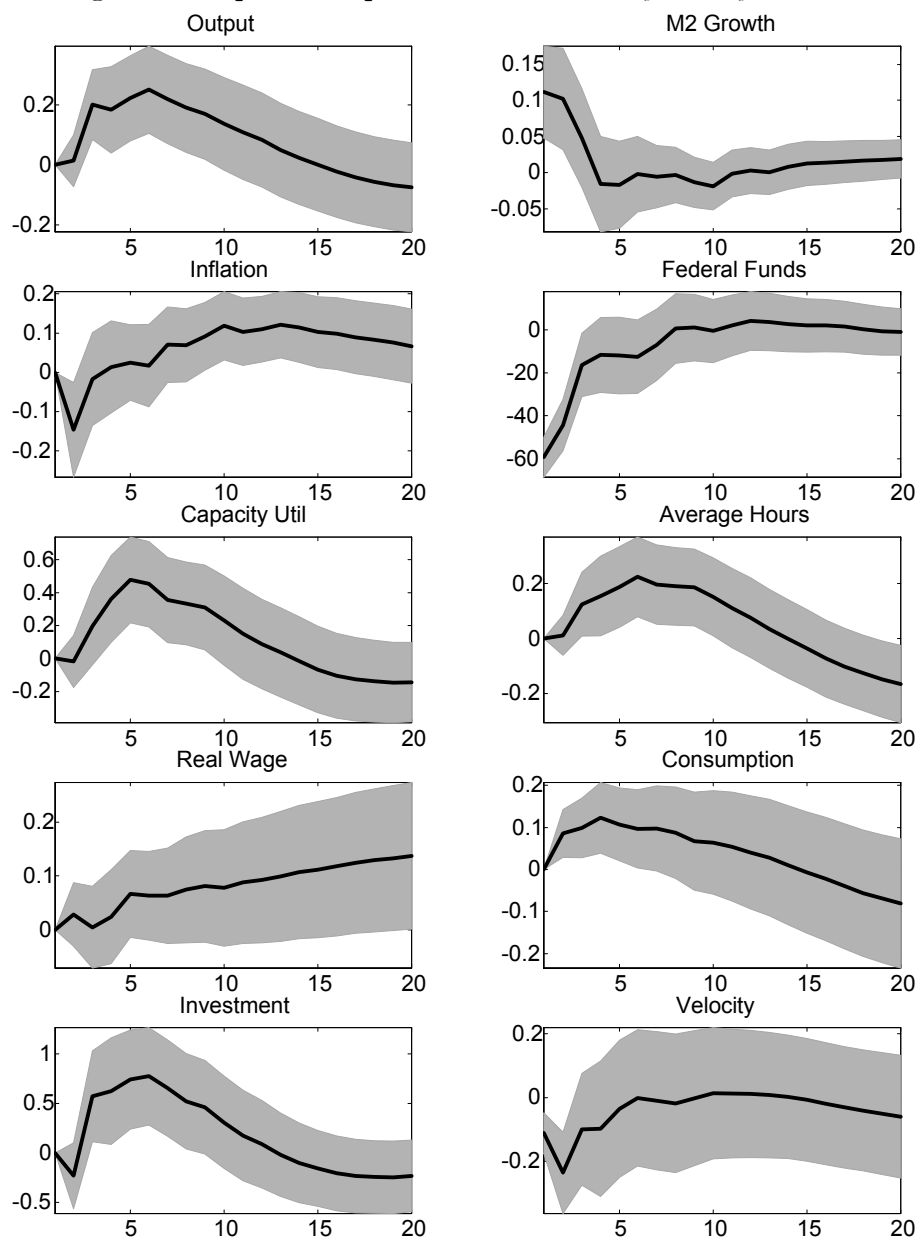 Output
0.2
0
-0.2
5 10 15 20
M2 Growth
0.15
0.1
0.05
0
-0.05
5 10 15 20
Inflation
0.2
0.1
0
-0.1
-0.2
5 10 15 20
Federal Funds
0
-20
-40
-60
5 10 15 20
Capacity Util
0.6
0.4
0.2
0
-0.2
5 10 15 20
Average Hours
0.2
0
-0.2
5 10 15 20
Real Wage
0.2
0.1
0
5 10 15 20
Consumption
0.2
0.1
0
-0.1
-0.2
5 10 15 20
Investment
1
0.5
0
-0.5
5 10 15 20
Velocity
0.2
0
-0.2
5 10 15 20